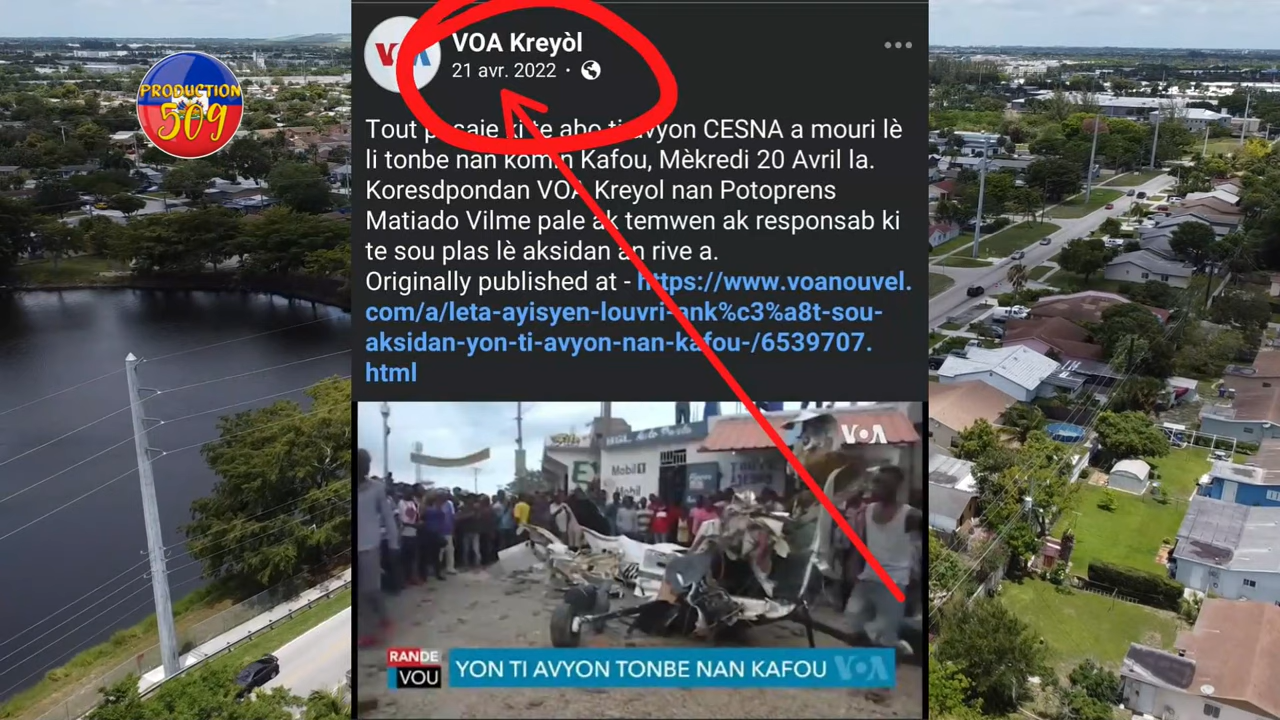 PRODUCTION
509
VOA
VOA Kreyòl
21 avr. 2022 ·
Tout pasaje ki te abo ti avyon CESNA a mouri lè
li tonbe nan komin Kafou, Mèkredi 20 Avril la.
Koresdpondan VOA Kreyol nan Potoprens
Matiado Vilme pale ak temwen ak responsab ki
te sou plas lè aksidan an rive a.
Originally published at - https://www.voanouvel.
com/a/leta-ayisyen-louvri-ank%c3%a8t-sou-
aksidan-yon-ti-avyon-nan-kafou-/6539707.
html
VOA
Mobil 1
Mobil
RANDE
VOU
YON TI AVYON TONBE NAN KAFOU VOA